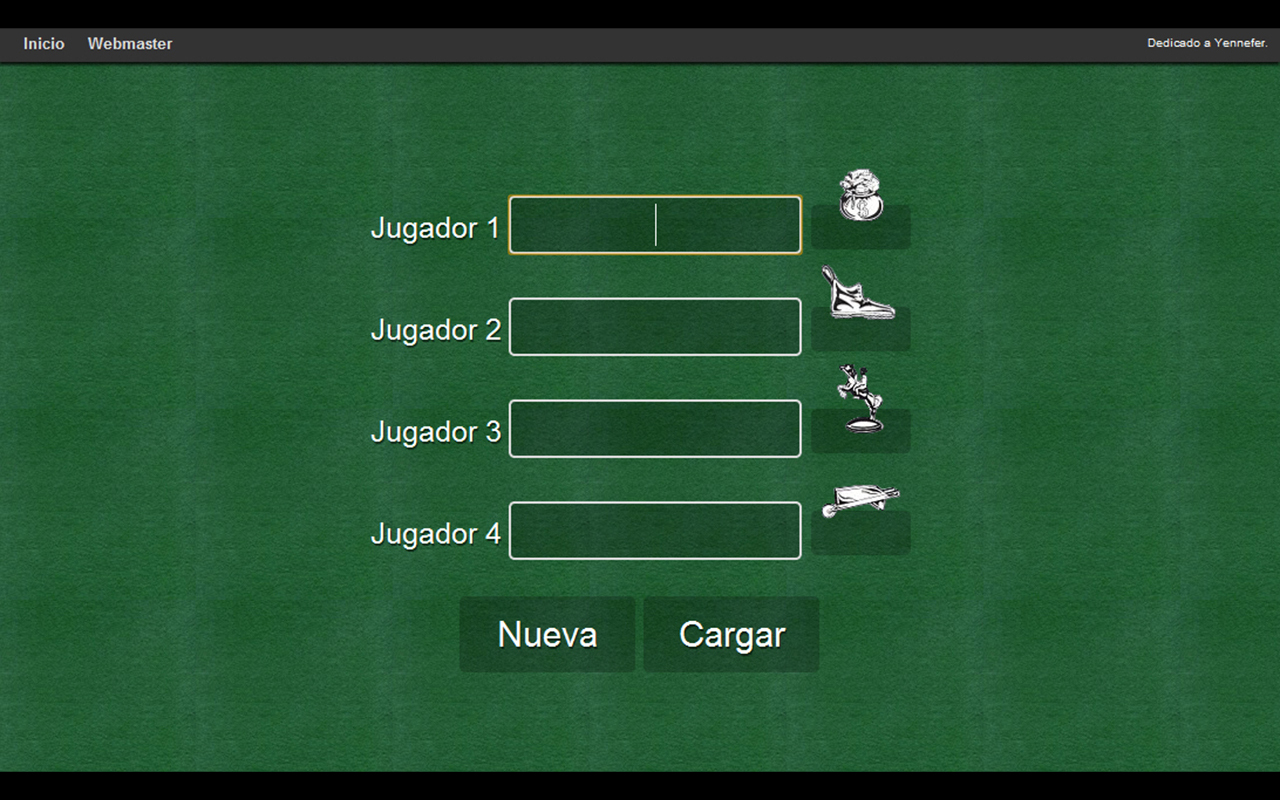 Inicio Webmaster Dedicado a Yennefer.
Jugador 1
Jugador 2
Jugador 3
Jugador 4
Nueva Cargar